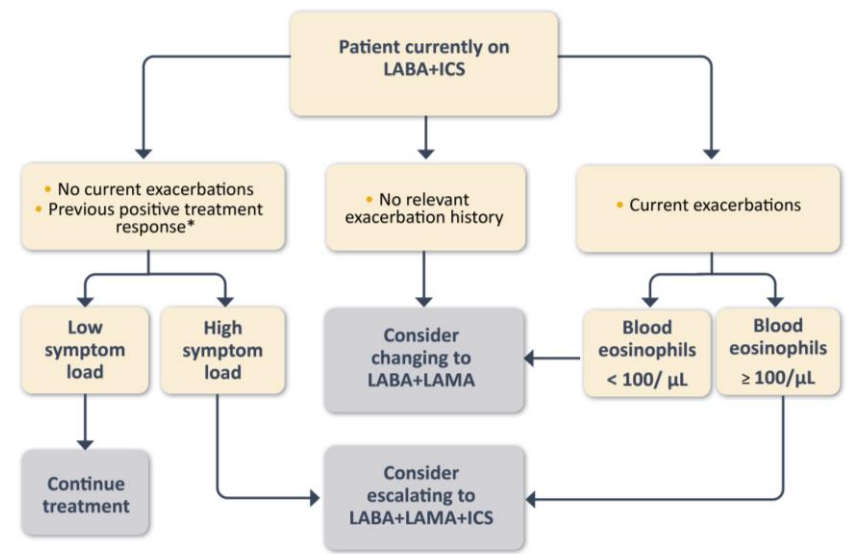 Patient currently on
LABA+ICS
• No current exacerbations
• Previous positive treatment
response*
• No relevant
exacerbation history
• Current exacerbations
Low
symptom
load
High
symptom
load
Consider
changing to
LABA+LAMA
Blood
eosinophils
< 100/ µL
Blood
eosinophils
≥ 100/µL
Continue
treatment
Consider
escalating to
LABA+LAMA+ICS